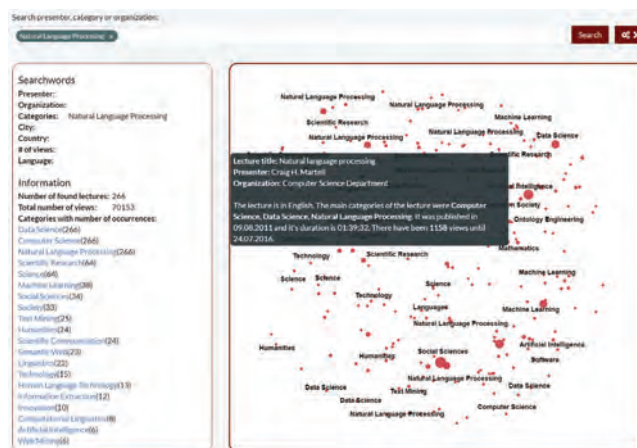 Search presenter, category or organization:
Natural Language Processing ×
Search
Searchwords
Presenter:
Organization:
Categories: Natural Language Processing
City:
Country:
# of views:
Language:
Information
Number of found lectures: 266
Total number of views: 70153
Categories with number of occurrences:
Data Science(266)
Computer Science(266)
Natural Language Processing(266)
Scientific Research(64)
Science(64)
Machine Learning(38)
Social Sciences(34)
Society(33)
Text Mining(25)
Humanities(24)
Scientific Communication(24)
Semantic Web(23)
Linguistics(22)
Technology(15)
Human Language Technology(13)
Information Extraction(12)
Innovation(10)
Computational Linguistics(8)
Artificial Intelligence(6)
Web Mining(6)
Natural Language Processing
Natural Language Processing
Scientific Research
Machine Learning
Natural Language Processing
Natural Language Processing
Data Science
Scientific Research
Lecture title: Natural language processing
Presenter: Craig H. Martell
Organization: Computer Science Department
The lecture is in English. The main categories of the lecture were Computer
Science, Data Science, Natural Language Processing. It was published in
09.08.2011 and it's duration is 01:39:32. There have been 1158 views until
24.07.2016.
Intelligence
Society
Ontology Engineering
Mathematics
Technology
Scientific Research
Science
Science
Machine Learning
Technology
Languages
Machine Learning
Natural Language Processing
Artificial Intelligence
Humanities
Humanities
Social Sciences
Software
Natural Language Processing
Data Science
Text Mining
Data Science
Data Science
Computer Science
Natural Language Processing